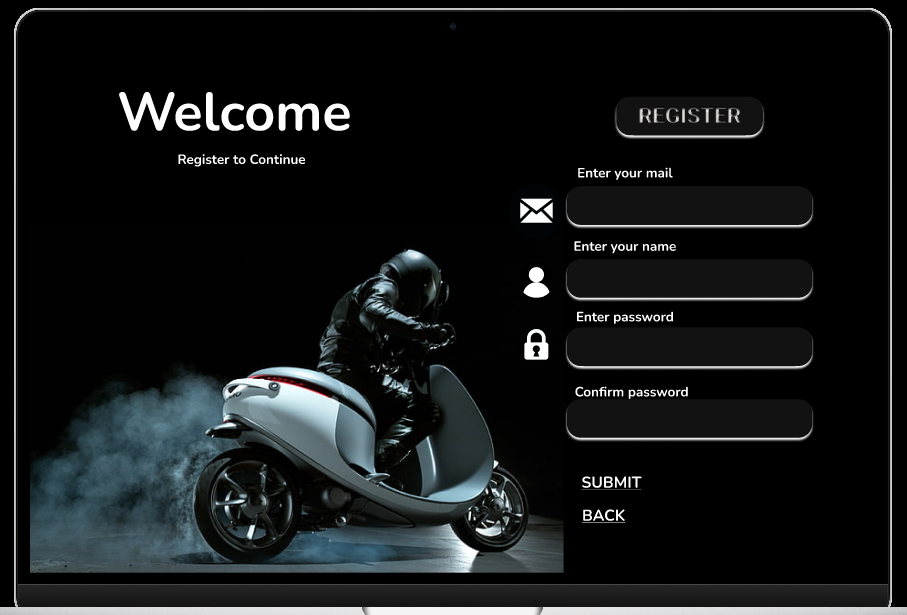 Welcome
Register to Continue
REGISTER
Enter your mail
Enter your name
Enter password
Confirm password
SUBMIT
BACK